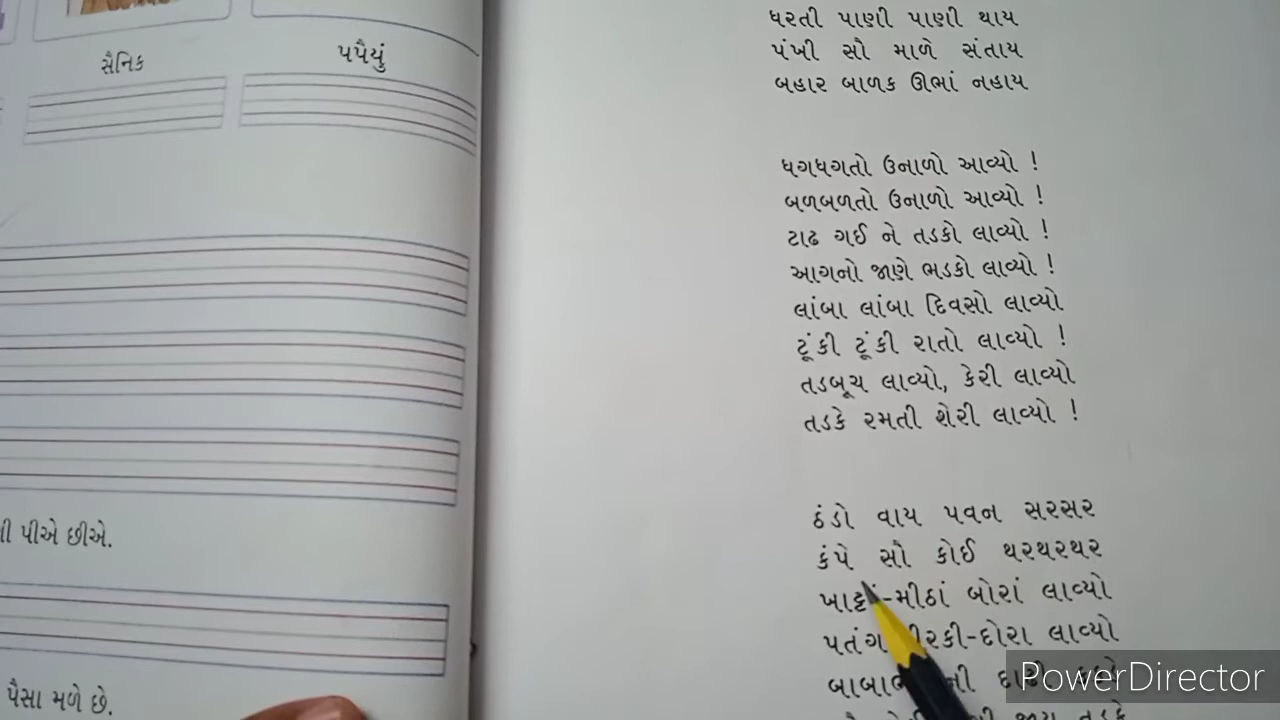 સૈનિક
પપૈયું
પીએ છીએ.
પૈસા મળે છે.
ધરતી પાણી પાણી થાય
પંખી સૌ માળે સંતાય
બહાર બાળક ઊભાં નહાય
ધગધગતો ઉનાળો આવ્યો !
બળબળતો ઉનાળો આવ્યો !
ટાઢ ગઈ ને તડકો લાવ્યો !
આગનો જાણે ભડકો લાવ્યો !
લાંબા લાંબા દિવસો લાવ્યો
ટૂંકી ટૂંકી રાતો લાવ્યો !
તડબૂચ લાવ્યો, કેરી લાવ્યો
તડકે રમતી શેરી લાવ્યો !
ઠંડો વાય પવન સરસર
કંપે સૌ કોઈ થરથરથર
ખાટાં-મીઠાં બોરાં લાવ્યો
પતંગ ફીરકી-દોરા લાવ્યો
PowerDirector